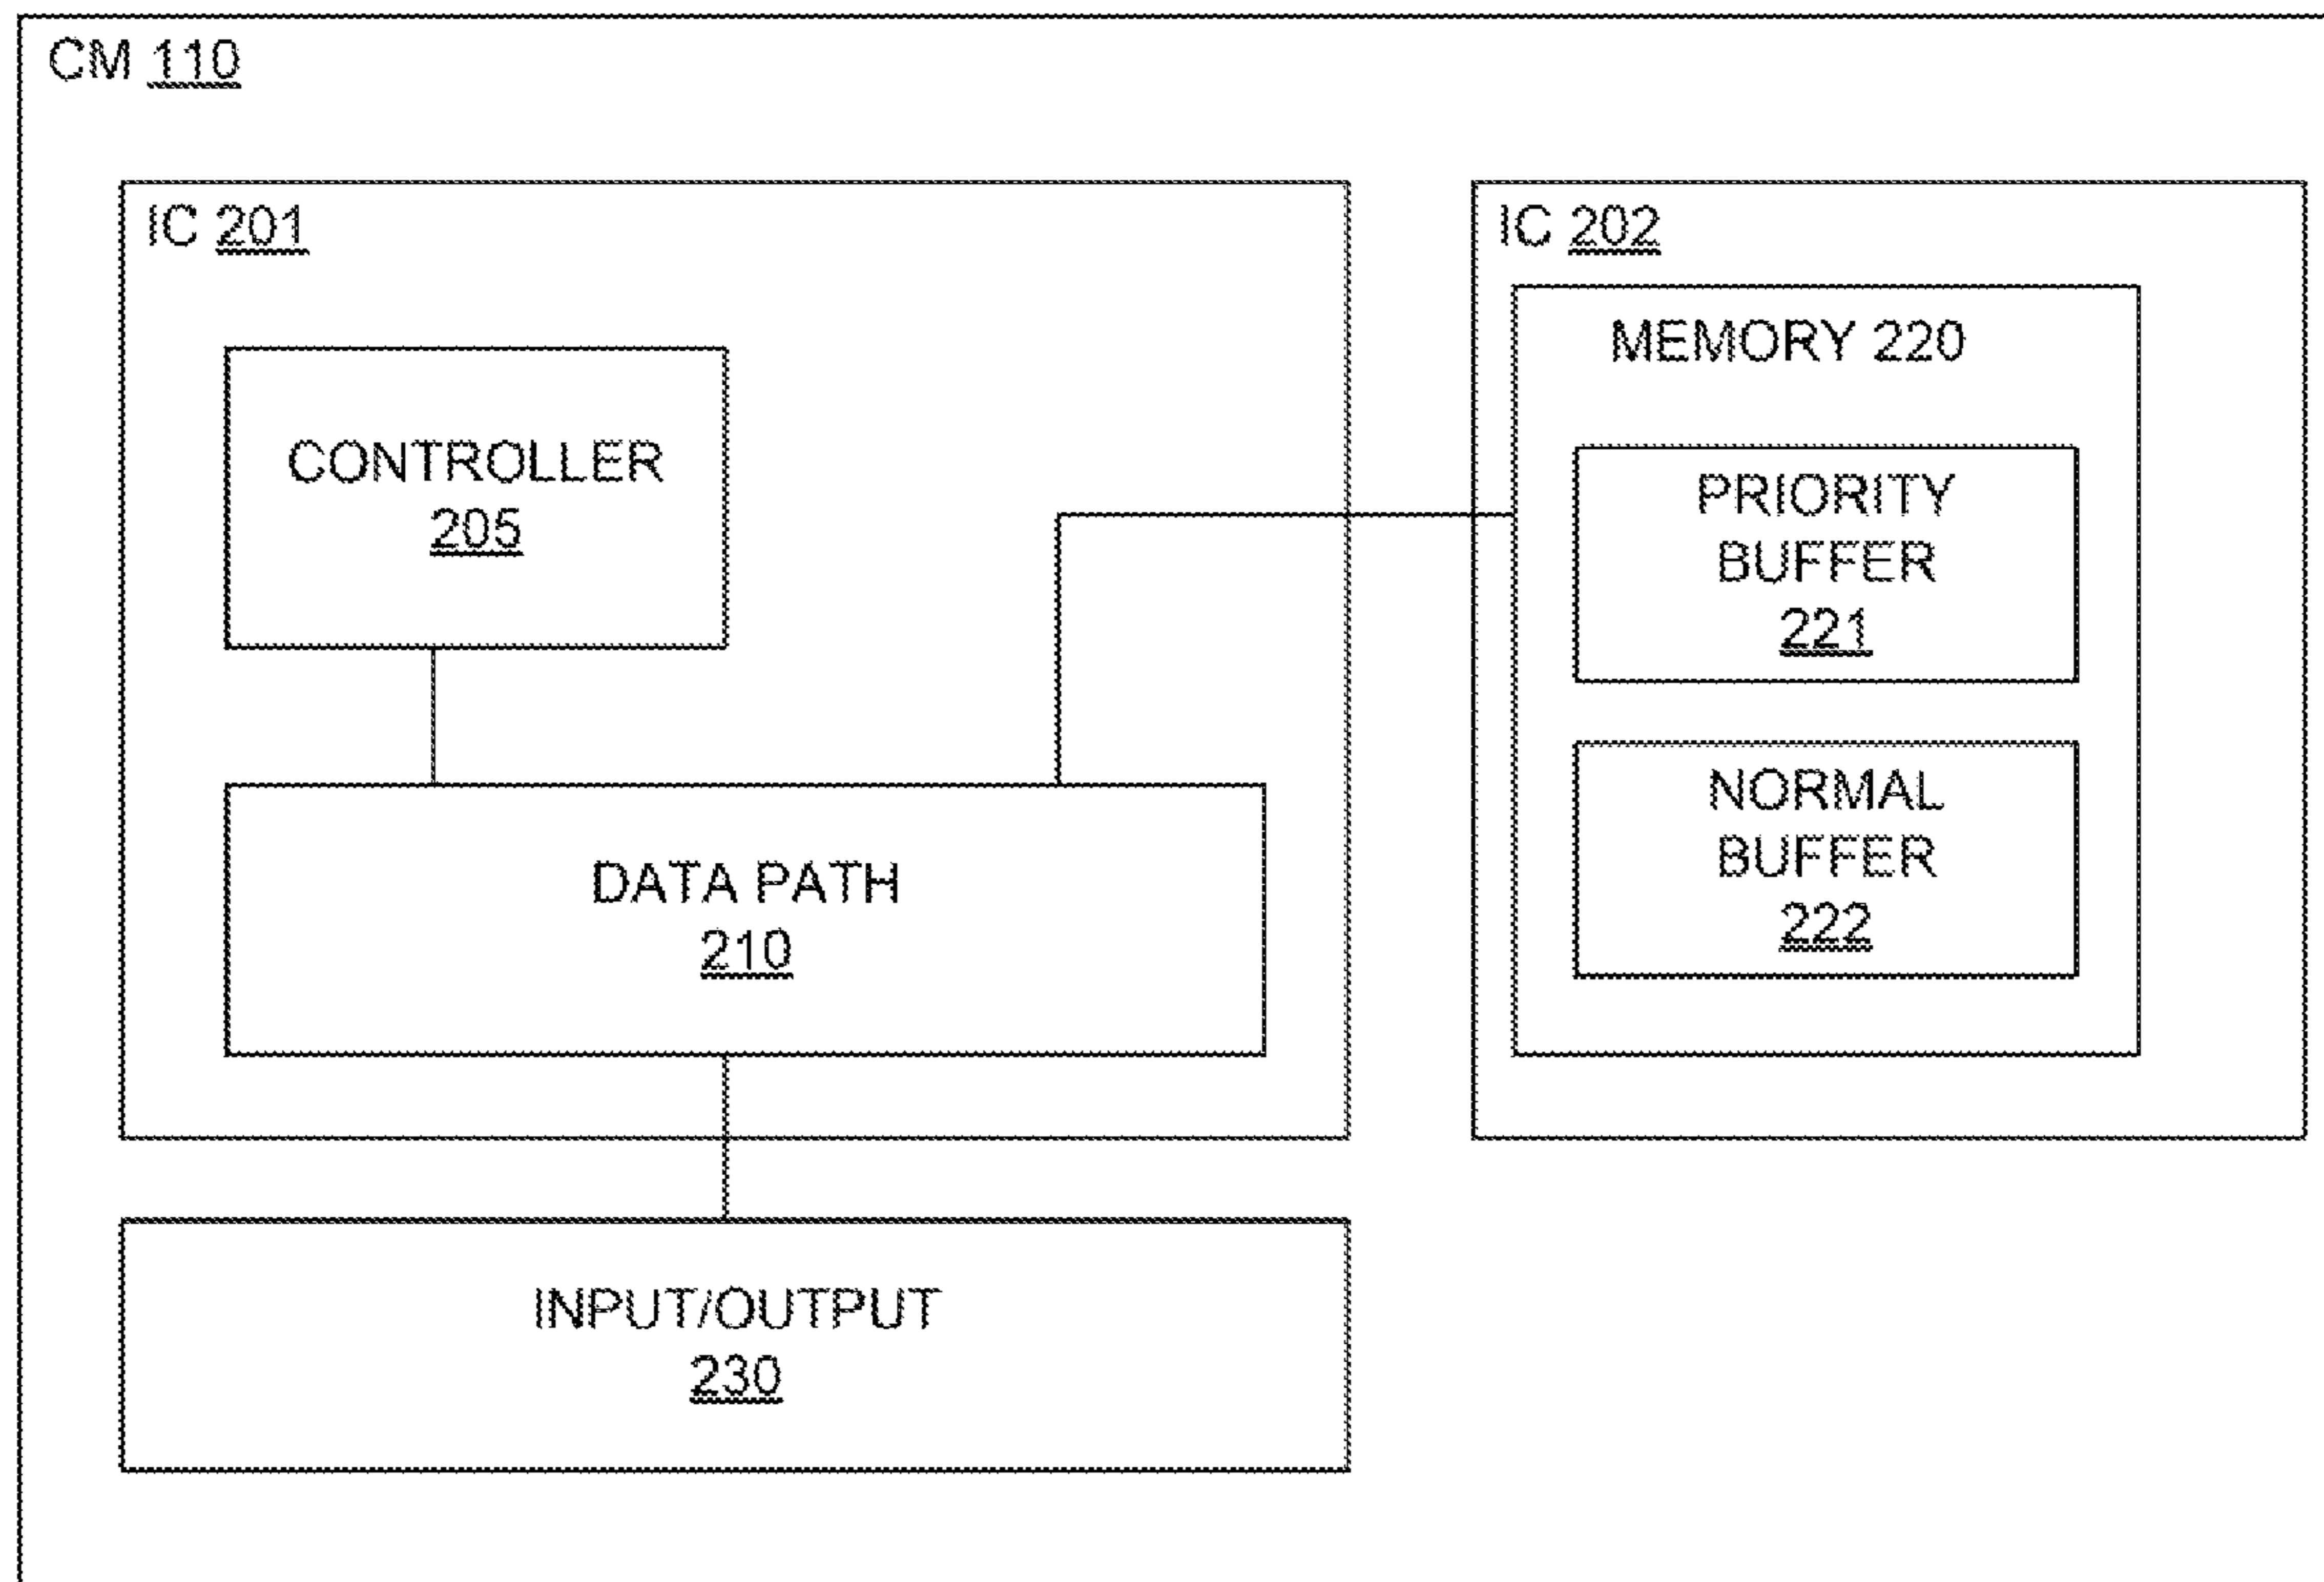 CM 110
IC 201
IC 202
MEMORY 220
CONTROLLER
205
PRIORITY
BUFFER
221
NORMAL
BUFFER
222
DATA PATH
210
INPUT/OUTPUT
230